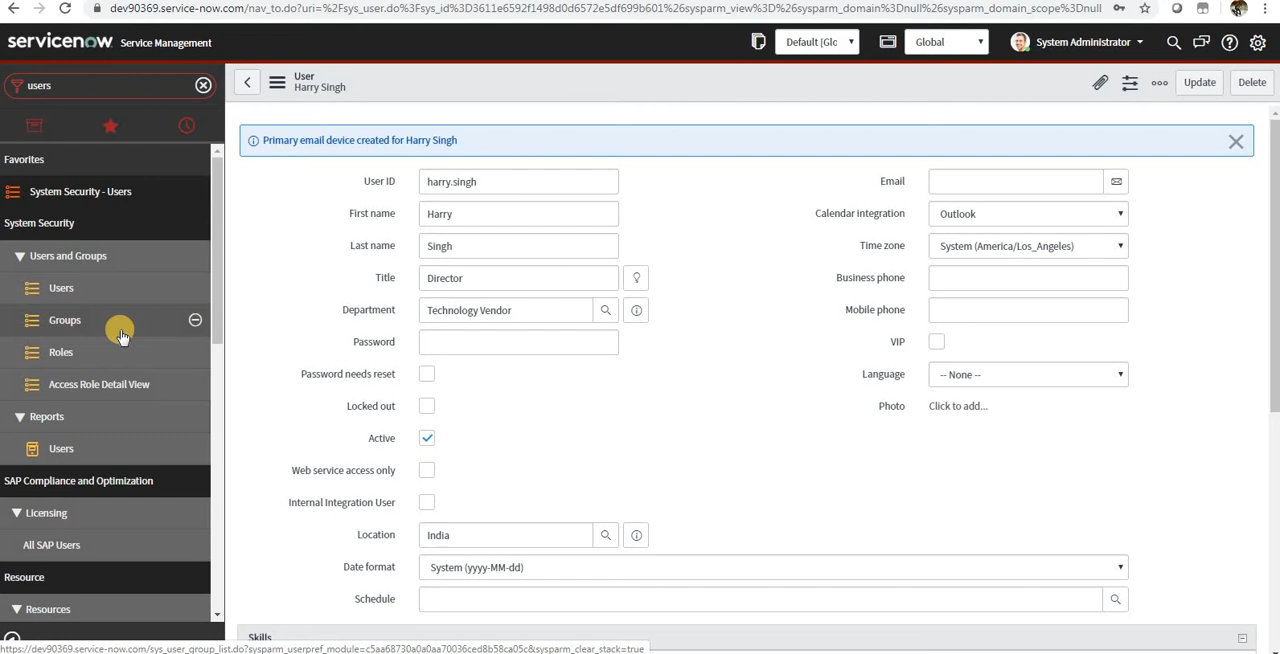 dev90369.service-now.com/nav_to.do?uri=%2Fsys_user.do%3Fsys_id%3D3611e6592f1498d0d6572e5df699b601%26sysparm_view%3D%26sysparm_domain%3Dnull%26sysparm_domain_scope%3Dnull
servicenow Service Management
Default [Glo
Global
System Administrator
users
User
Harry Singh
Update
Delete
Primary email device created for Harry Singh
Favorites
System Security - Users
System Security
Users and Groups
Users
Groups
Roles
Access Role Detail View
Reports
Users
SAP Compliance and Optimization
Licensing
All SAP Users
Resource
Resources
User ID harry.singh
First name Harry
Last name Singh
Title Director
Department Technology Vendor
Password
Password needs reset
Locked out
Active
Web service access only
Internal Integration User
Location India
Date format System (yyyy-MM-dd)
Schedule
Email
Calendar integration Outlook
Time zone System (America/Los_Angeles)
Business phone
Mobile phone
VIP
Language -- None --
Photo Click to add...
Skills
https://dev90369.service-now.com/sys_user_group_list.do?sysparm_userpref_module=c5aa68730a0a0aa70036ced8b58ca05c&sysparm_clear_stack=true